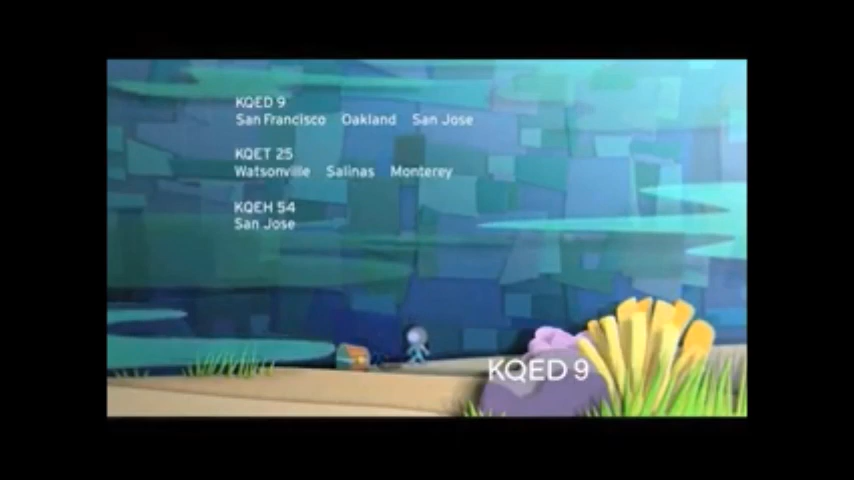 KQED 9
San Francisco Oakland San Jose
KQET 25
Watsonville Salinas Monterey
KQEH 54
San Jose
KQED 9